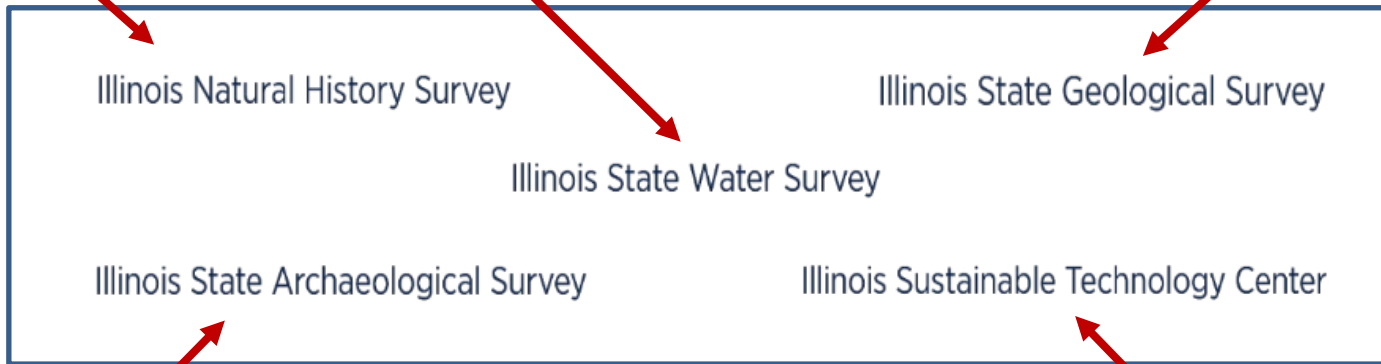 Illinois Natural History Survey
Illinois State Geological Survey
Illinois State Water Survey
Illinois State Archaeological Survey
Illinois Sustainable Technology Center